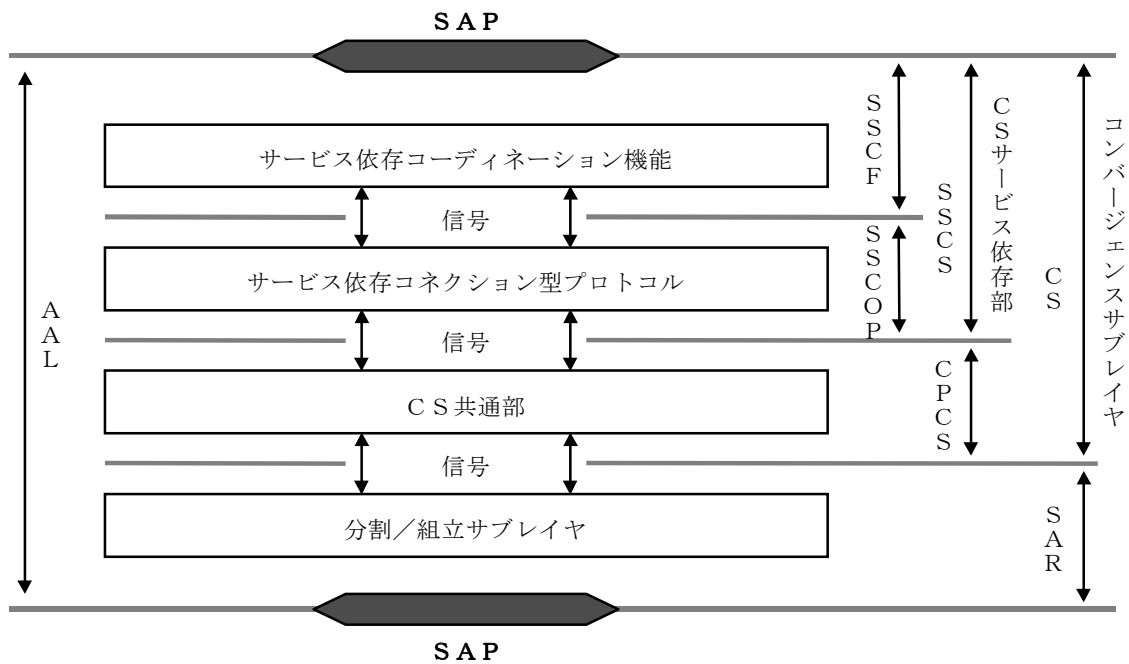 ＳＡＰ
サービス依存コーディネーション機能
信号
サービス依存コネクション型プロトコル
信号
ＣＳ共通部
信号
分割／組立サブレイヤ
ＳＡＰ
ＡＡＬ
ＳＳＣＦ
ＳＳＣＯＰ
ＳＳＣＳ
ＣＳサービス依存部
ＣＰＣＳ
ＣＳ
コンバージェンスサブレイヤ
ＳＡＲ